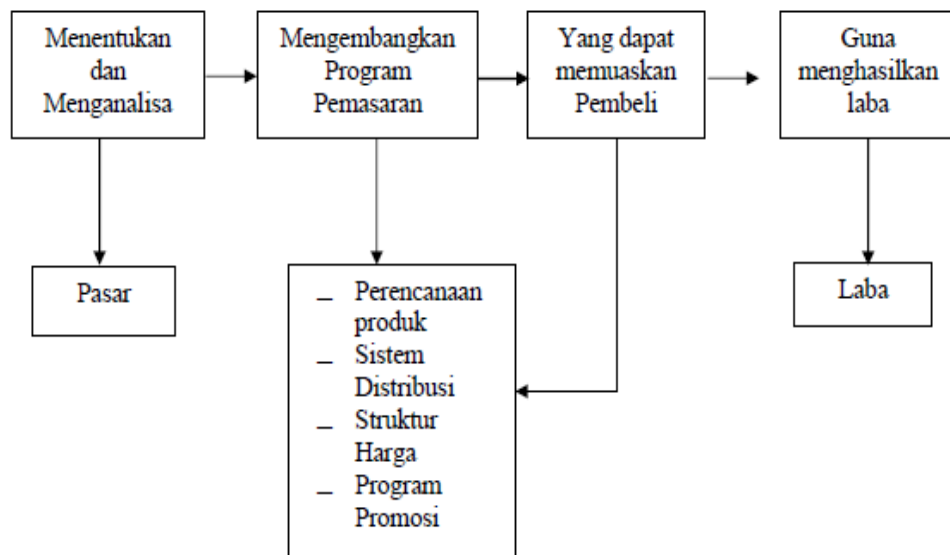 Menentukan
dan
Menganalisa
Mengembangkan
Program
Pemasaran
Yang dapat
memuaskan
Pembeli
Guna
menghasilkan
laba
Pasar
_ Perencanaan
produk
_ Sistem
Distribusi
_ Struktur
Harga
_ Program
Promosi
Laba